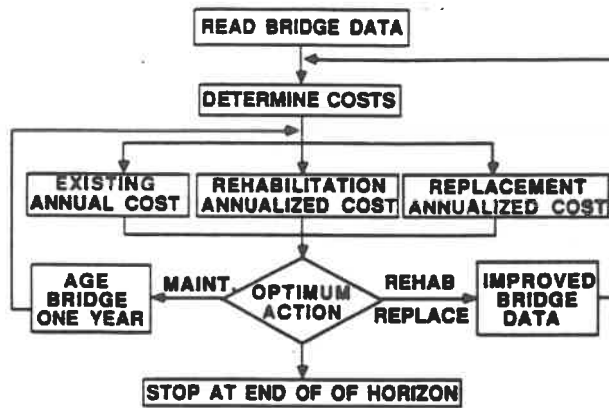 READ BRIDGE DATA
DETERMINE COSTS
EXISTING
ANNUAL COST
REHABILITATION
ANNUALIZED COST
REPLACEMENT
ANNUALIZED COST
AGE
BRIDGE
ONE YEAR
MAINT.
OPTIMUM
ACTION
REHAB
REPLACE
IMPROVED
BRIDGE
DATA
STOP AT END OF OF HORIZON